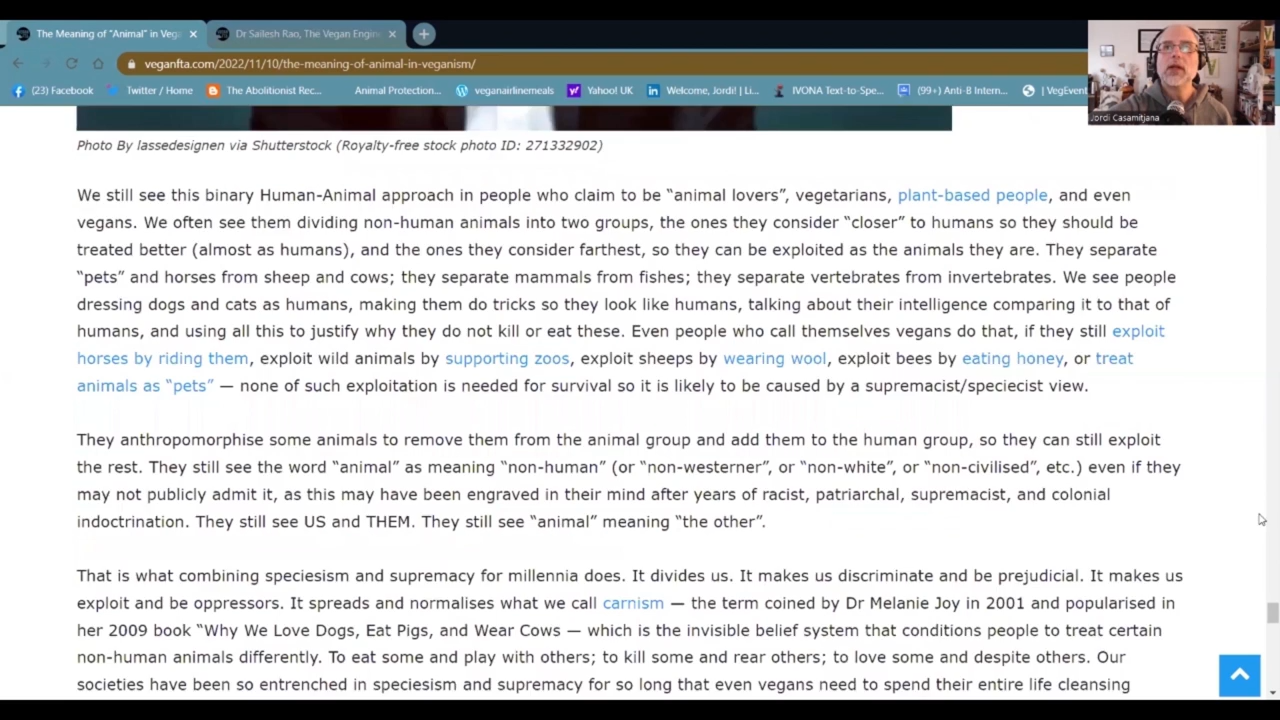 The Meaning of "Animal" in Vega
Dr Sailesh Rao, The Vegan Engine
veganfta.com/2022/11/10/the-meaning-of-animal-in-veganism/
(23) Facebook
Twitter / Home
The Abolitionist Rec...
Animal Protection...
veganairlinemeals
Yahoo! UK
Welcome, Jordi! | Li...
IVONA Text-to-Spe...
(99+) Anti-8 Intern...
| VegEvent
Jordi Casamitjana
Photo By lassedesignen via Shutterstock (Royalty-free stock photo ID: 271332902)
We still see this binary Human-Animal approach in people who claim to be “animal lovers”, vegetarians, plant-based people, and even
vegans. We often see them dividing non-human animals into two groups, the ones they consider “closer” to humans so they should be
treated better (almost as humans), and the ones they consider farthest, so they can be exploited as the animals they are. They separate
“pets” and horses from sheep and cows; they separate mammals from fishes; they separate vertebrates from invertebrates. We see people
dressing dogs and cats as humans, making them do tricks so they look like humans, talking about their intelligence comparing it to that of
humans, and using all this to justify why they do not kill or eat these. Even people who call themselves vegans do that, if they still exploit
horses by riding them, exploit wild animals by supporting zoos, exploit sheeps by wearing wool, exploit bees by eating honey, or treat
animals as “pets” — none of such exploitation is needed for survival so it is likely to be caused by a supremacist/speciecist view.
They anthropomorphise some animals to remove them from the animal group and add them to the human group, so they can still exploit
the rest. They still see the word “animal” as meaning “non-human” (or “non-westerner”, or “non-white”, or “non-civilised”, etc.) even if they
may not publicly admit it, as this may have been engraved in their mind after years of racist, patriarchal, supremacist, and colonial
indoctrination. They still see US and THEM. They still see “animal” meaning “the other”.
That is what combining speciesism and supremacy for millennia does. It divides us. It makes us discriminate and be prejudicial. It makes us
exploit and be oppressors. It spreads and normalises what we call carnism — the term coined by Dr Melanie Joy in 2001 and popularised in
her 2009 book “Why We Love Dogs, Eat Pigs, and Wear Cows — which is the invisible belief system that conditions people to treat certain
non-human animals differently. To eat some and play with others; to kill some and rear others; to love some and despite others. Our
societies have been so entrenched in speciesism and supremacy for so long that even vegans need to spend their entire life cleansing